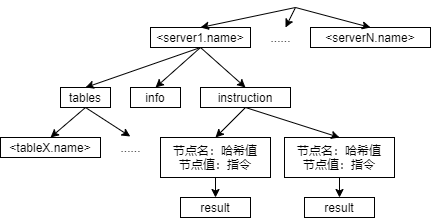 <server1.name>
......
<serverN.name>
tables
info
instruction
<tableX.name>
......
节点名：哈希值
节点值：指令
节点名：哈希值
节点值：指令
result
result